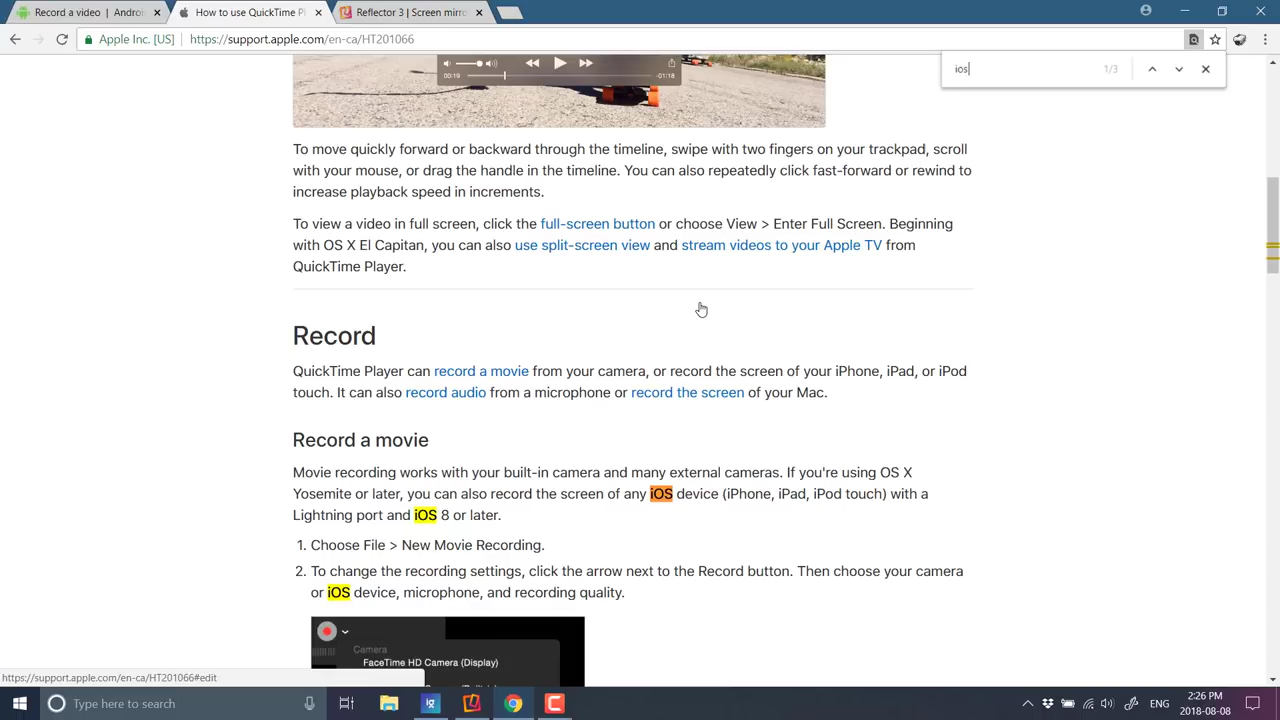 Record a video | Android
How to use QuickTime P
Reflector 3 | Screen mirro
Apple Inc. [US]
https://support.apple.com/en-ca/HT201066
ios
1/3
00:19
-01:18
To move quickly forward or backward through the timeline, swipe with two fingers on your trackpad, scroll
with your mouse, or drag the handle in the timeline. You can also repeatedly click fast-forward or rewind to
increase playback speed in increments.
To view a video in full screen, click the full-screen button or choose View > Enter Full Screen. Beginning
with OS X El Capitan, you can also use split-screen view and stream videos to your Apple TV from
QuickTime Player.
Record
QuickTime Player can record a movie from your camera, or record the screen of your iPhone, iPad, or iPod
touch. It can also record audio from a microphone or record the screen of your Mac.
Record a movie
Movie recording works with your built-in camera and many external cameras. If you're using OS X
Yosemite or later, you can also record the screen of any iOS device (iPhone, iPad, iPod touch) with a
Lightning port and iOS 8 or later.
1. Choose File > New Movie Recording.
2. To change the recording settings, click the arrow next to the Record button. Then choose your camera
or iOS device, microphone, and recording quality.
Camera
FaceTime HD Camera (Display)
https://support.apple.com/en-ca/HT201066#edit
Type here to search
ENG
2:26 PM
2018-08-08